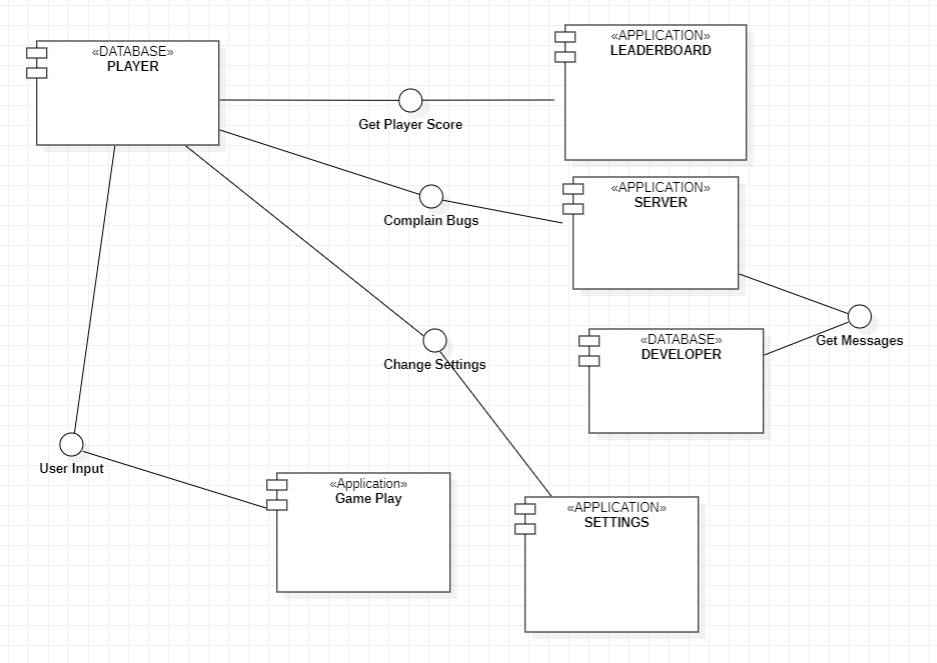 «DATABASE»
PLAYER
«APPLICATION»
LEADERBOARD
Get Player Score
«APPLICATION»
SERVER
Complain Bugs
«DATABASE»
DEVELOPER
Get Messages
Change Settings
User Input
«Application»
Game Play
«APPLICATION»
SETTINGS